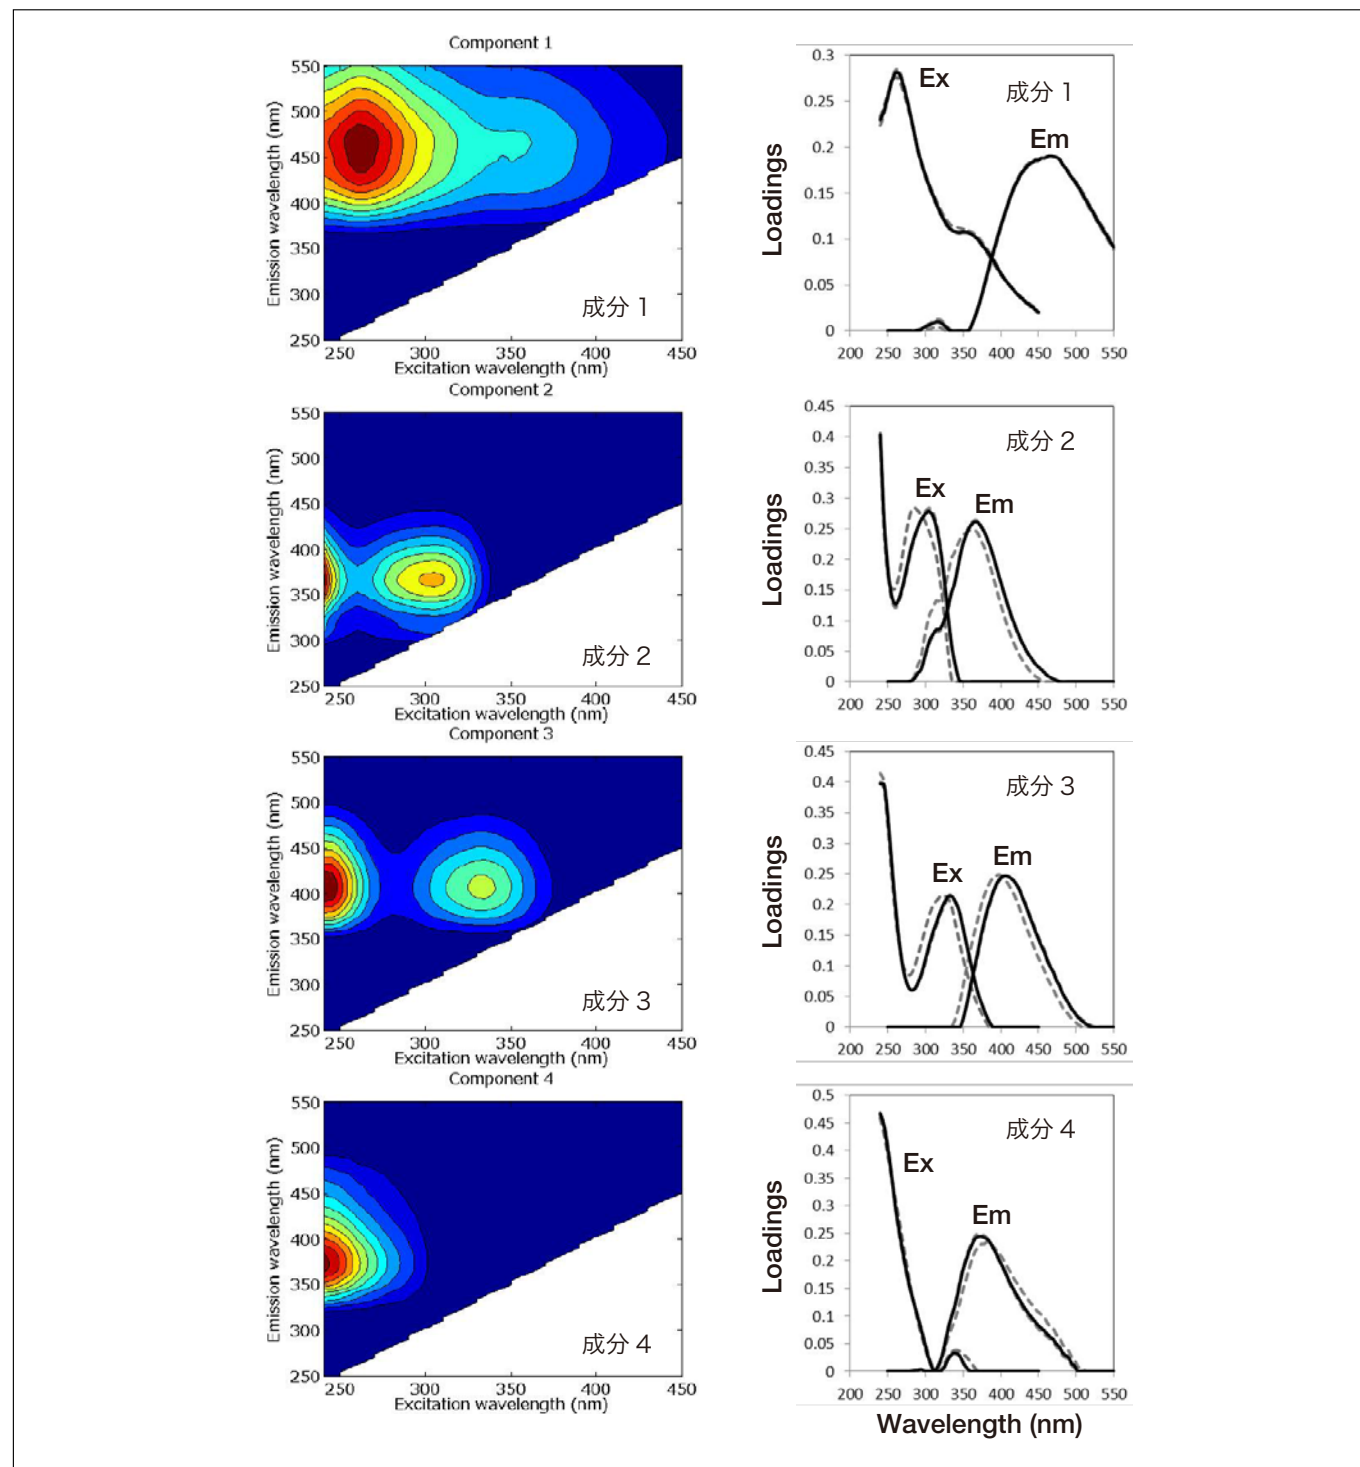 Component 1
550
500
450
400
350
300
250
Emission wavelength (nm)
成分 1
250 300 350 400 450
Excitation wavelength (nm)
0.3
0.25
0.2
0.15
0.1
0.05
0
Loadings
Ex
成分 1
Em
200 250 300 350 400 450 500 550
Component 2
550
500
450
400
350
300
250
Emission wavelength (nm)
成分 2
250 300 350 400 450
Excitation wavelength (nm)
0.45
0.4
0.35
0.3
0.25
0.2
0.15
0.1
0.05
0
Loadings
成分 2
Ex
Em
200 250 300 350 400 450 500 550
Component 3
550
500
450
400
350
300
250
Emission wavelength (nm)
成分 3
250 300 350 400 450
Excitation wavelength (nm)
0.45
0.4
0.35
0.3
0.25
0.2
0.15
0.1
0.05
0
Loadings
成分 3
Ex
Em
200 250 300 350 400 450 500 550
Component 4
550
500
450
400
350
300
250
Emission wavelength (nm)
成分 4
250 300 350 400 450
Excitation wavelength (nm)
0.5
0.45
0.4
0.35
0.3
0.25
0.2
0.15
0.1
0.05
0
Loadings
成分 4
Ex
Em
200 250 300 350 400 450 500 550
Wavelength (nm)